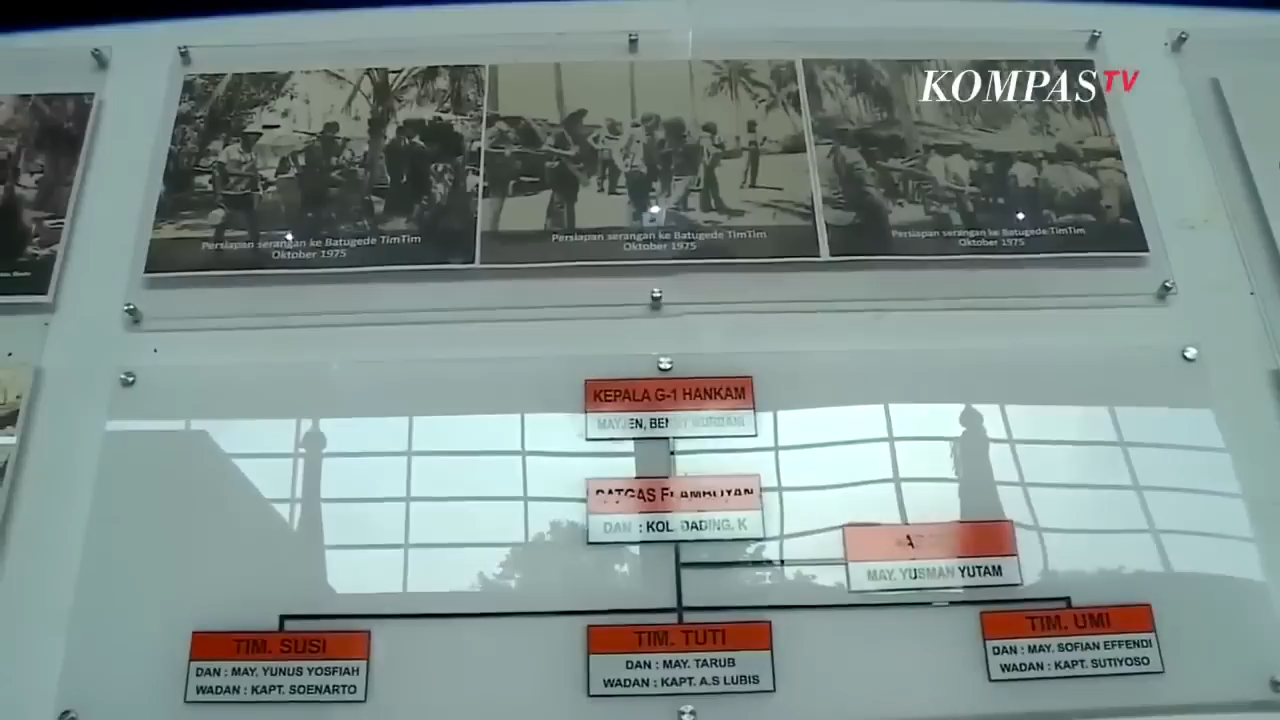 KOMPASTV
Persiapan serangan ke Batugede TimTim
Oktober 1975
Persiapan serangan ke Batugede TimTim
Oktober 1975
Persiapan serangan ke Batugede TimTim
Oktober 1975
KEPALA G-1 HANKAM
MAYJEN, BENNY MURDANI
SATGAS FLAMBOYAN
DAN : KOL. DADING. K
MAY. YUSMAN YUTAM
TIM. SUSI
DAN : MAY. YUNUS YOSFIAH
WADAN : KAPT. SOENARTO
TIM. TUTI
DAN : MAY. TARUB
WADAN : KAPT. A.S LUBIS
TIM. UMI
DAN : MAY. SOFIAN EFFENDI
WADAN : KAPT. SUTIYOSO